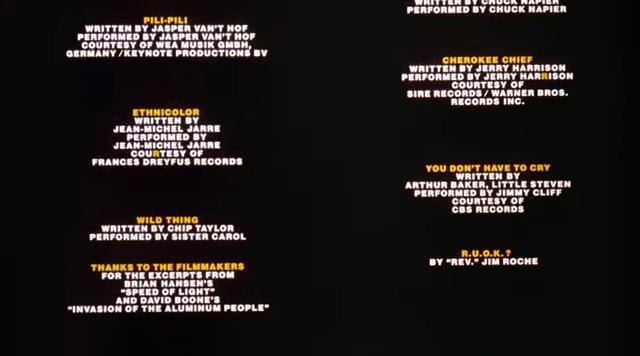 PILI-PILI
WRITTEN BY JASPER VAN'T HOF
PERFORMED BY JASPER VAN'T HOF
COURTESY OF WEA MUSIK GMBH,
GERMANY/KEYNOTE PRODUCTIONS BV
ETHNICOLOR
WRITTEN BY
JEAN-MICHEL JARRE
PERFORMED BY
JEAN-MICHEL JARRE
COURTESY OF
FRANCES DREYFUS RECORDS
WILD THING
WRITTEN BY CHIP TAYLOR
PERFORMED BY SISTER CAROL
THANKS TO THE FILMMAKERS
FOR THE EXCERPTS FROM
BRIAN HANSEN'S
"SPEED OF LIGHT"
AND DAVID BOONE'S
"INVASION OF THE ALUMINUM PEOPLE"
WRITTEN BY CHUCK NAPIER
PERFORMED BY CHUCK NAPIER
CHEROKEE CHIEF
WRITTEN BY JERRY HARRISON
PERFORMED BY JERRY HARRISON
COURTESY OF
SIRE RECORDS / WARNER BROS.
RECORDS INC.
YOU DON'T HAVE TO CRY
WRITTEN BY
ARTHUR BAKER, LITTLE STEVEN
PERFORMED BY JIMMY CLIFF
COURTESY OF
CBS RECORDS
R.U.O.K.?
BY "REV." JIM ROCHE